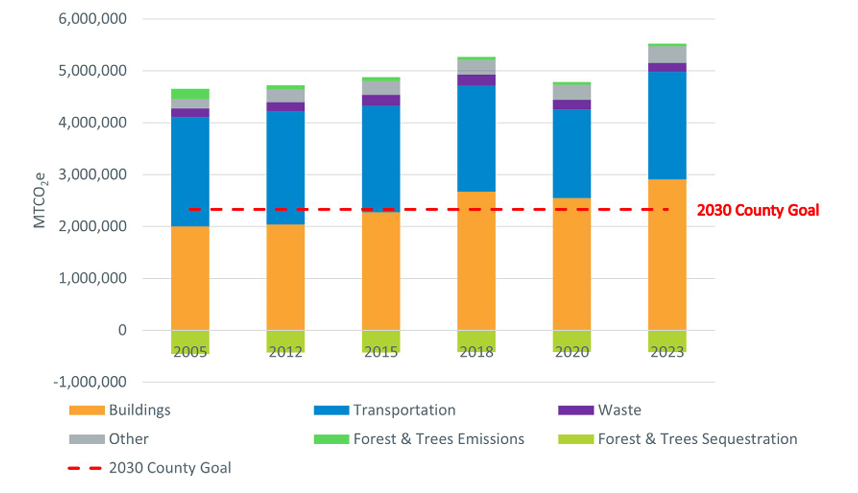 6,000,000
5,000,000
4,000,000
3,000,000
2,000,000
1,000,000
0
-1,000,000
MTCO₂e
2030 County Goal
2005 2012 2015 2018 2020 2023
Buildings Transportation Waste
Other Forest & Trees Emissions Forest & Trees Sequestration
2030 County Goal